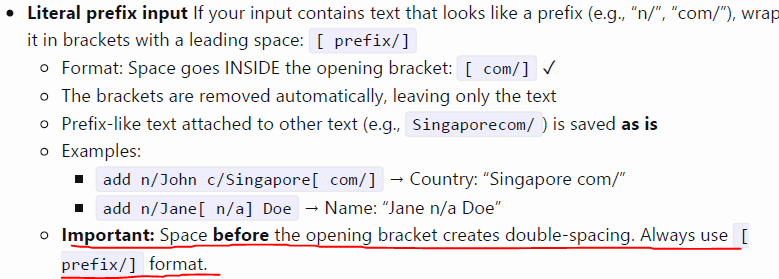 • Literal prefix input If your input contains text that looks like a prefix (e.g., “n/”, “com/”), wrap
it in brackets with a leading space: [ prefix/]
○ Format: Space goes INSIDE the opening bracket: [ com/] ✓
○ The brackets are removed automatically, leaving only the text
○ Prefix-like text attached to other text (e.g., Singaporecom/ ) is saved as is
○ Examples:
■ add n/John c/Singapore[ com/] → Country: “Singapore com/”
■ add n/Jane[ n/a] Doe → Name: “Jane n/a Doe”
○ Important: Space before the opening bracket creates double-spacing. Always use [
prefix/] format.